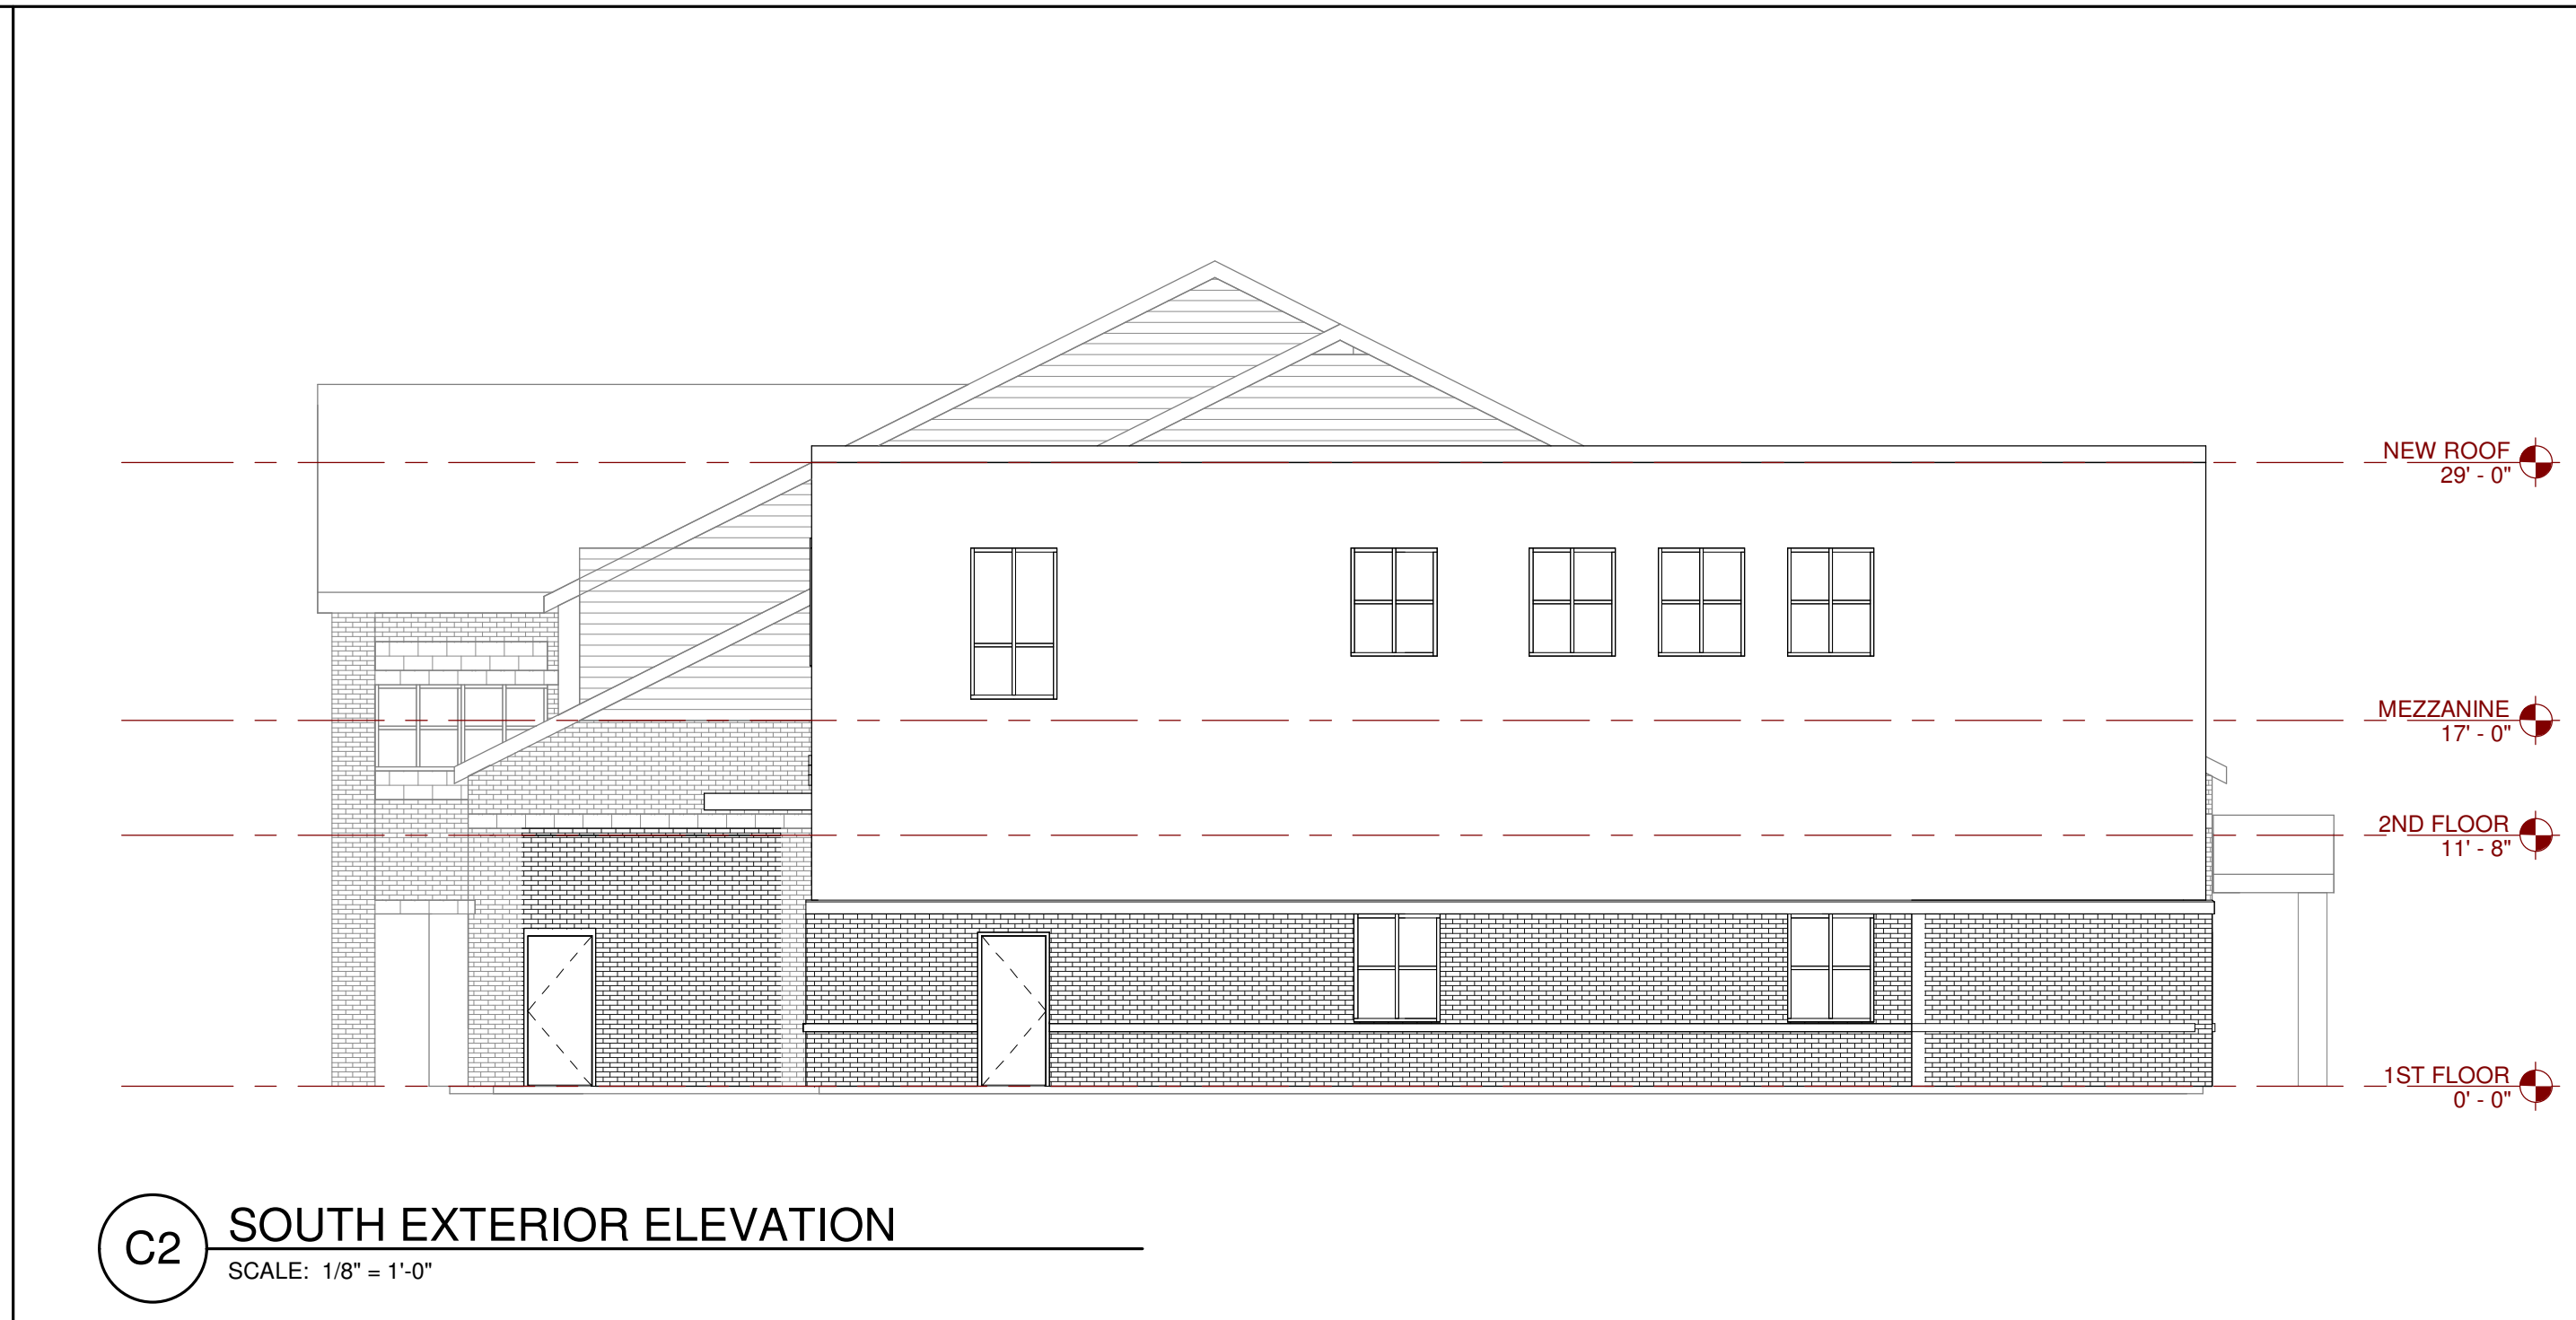 NEW ROOF
29' - 0"
MEZZANINE
17' - 0"
2ND FLOOR
11' - 8"
1ST FLOOR
0' - 0"
C2
SOUTH EXTERIOR ELEVATION
SCALE: 1/8" = 1'-0"